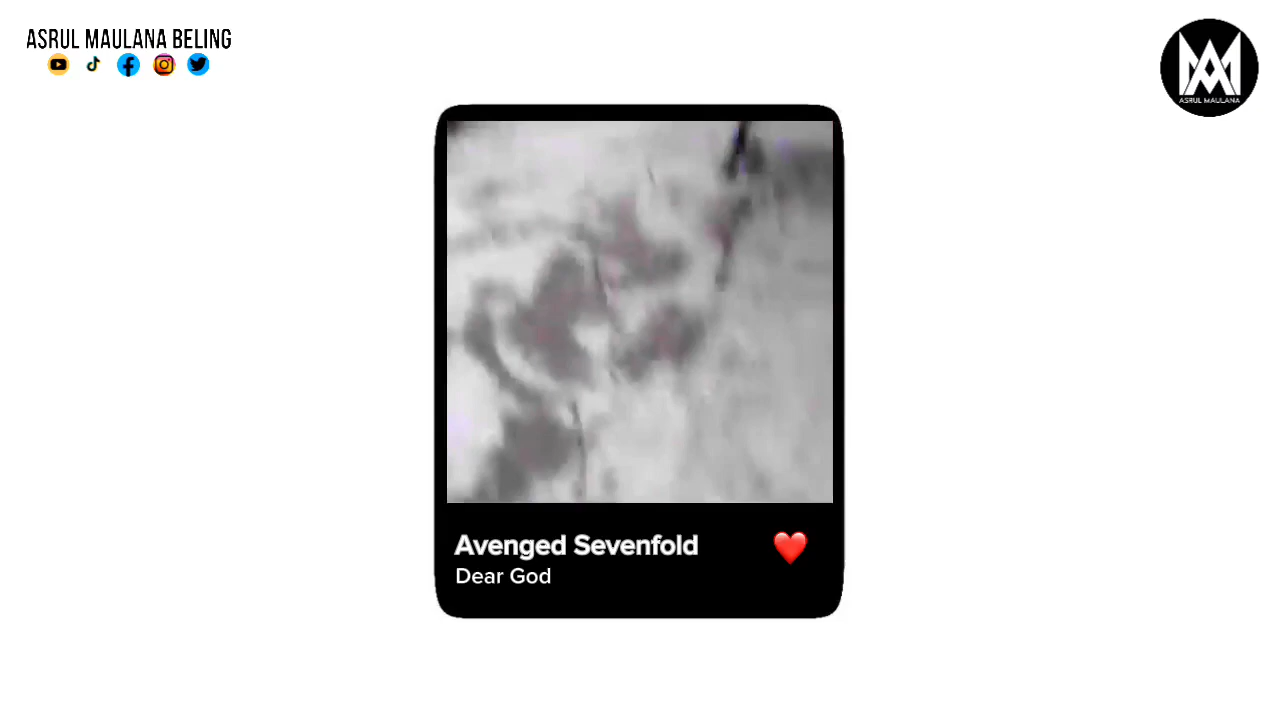 ASRUL MAULANA BELING
ASRUL MAULANA
Avenged Sevenfold
Dear God